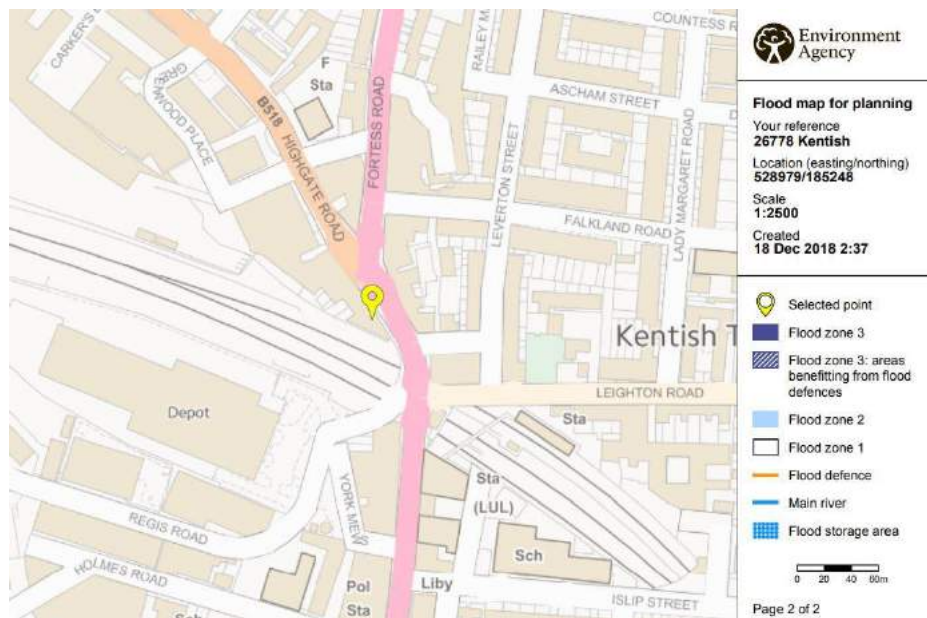 CARKER'S
GREENWOOD PLACE
B518
HIGHGATE ROAD
F
Sta
FORTESS ROAD
RAILEY M
COUNTESS R
ASCHAM STREET
LEVERTON STREET
LADY MARGARET ROAD
FALKLAND ROAD
Kentish T
LEIGHTON ROAD
Depot
Sta
REGIS ROAD
YORK MEWS
Sta
(LUL)
Sch
HOLMES ROAD
Pol
Sta
Liby
ISLIP STREET
Environment
Agency
Flood map for planning
Your reference
26778 Kentish
Location (easting/northing)
528979/185248
Scale
1:2500
Created
18 Dec 2018 2:37
Selected point
Flood zone 3
Flood zone 3: areas
benefitting from flood
defences
Flood zone 2
Flood zone 1
Flood defence
Main river
Flood storage area
0 20 40 60m
Page 2 of 2